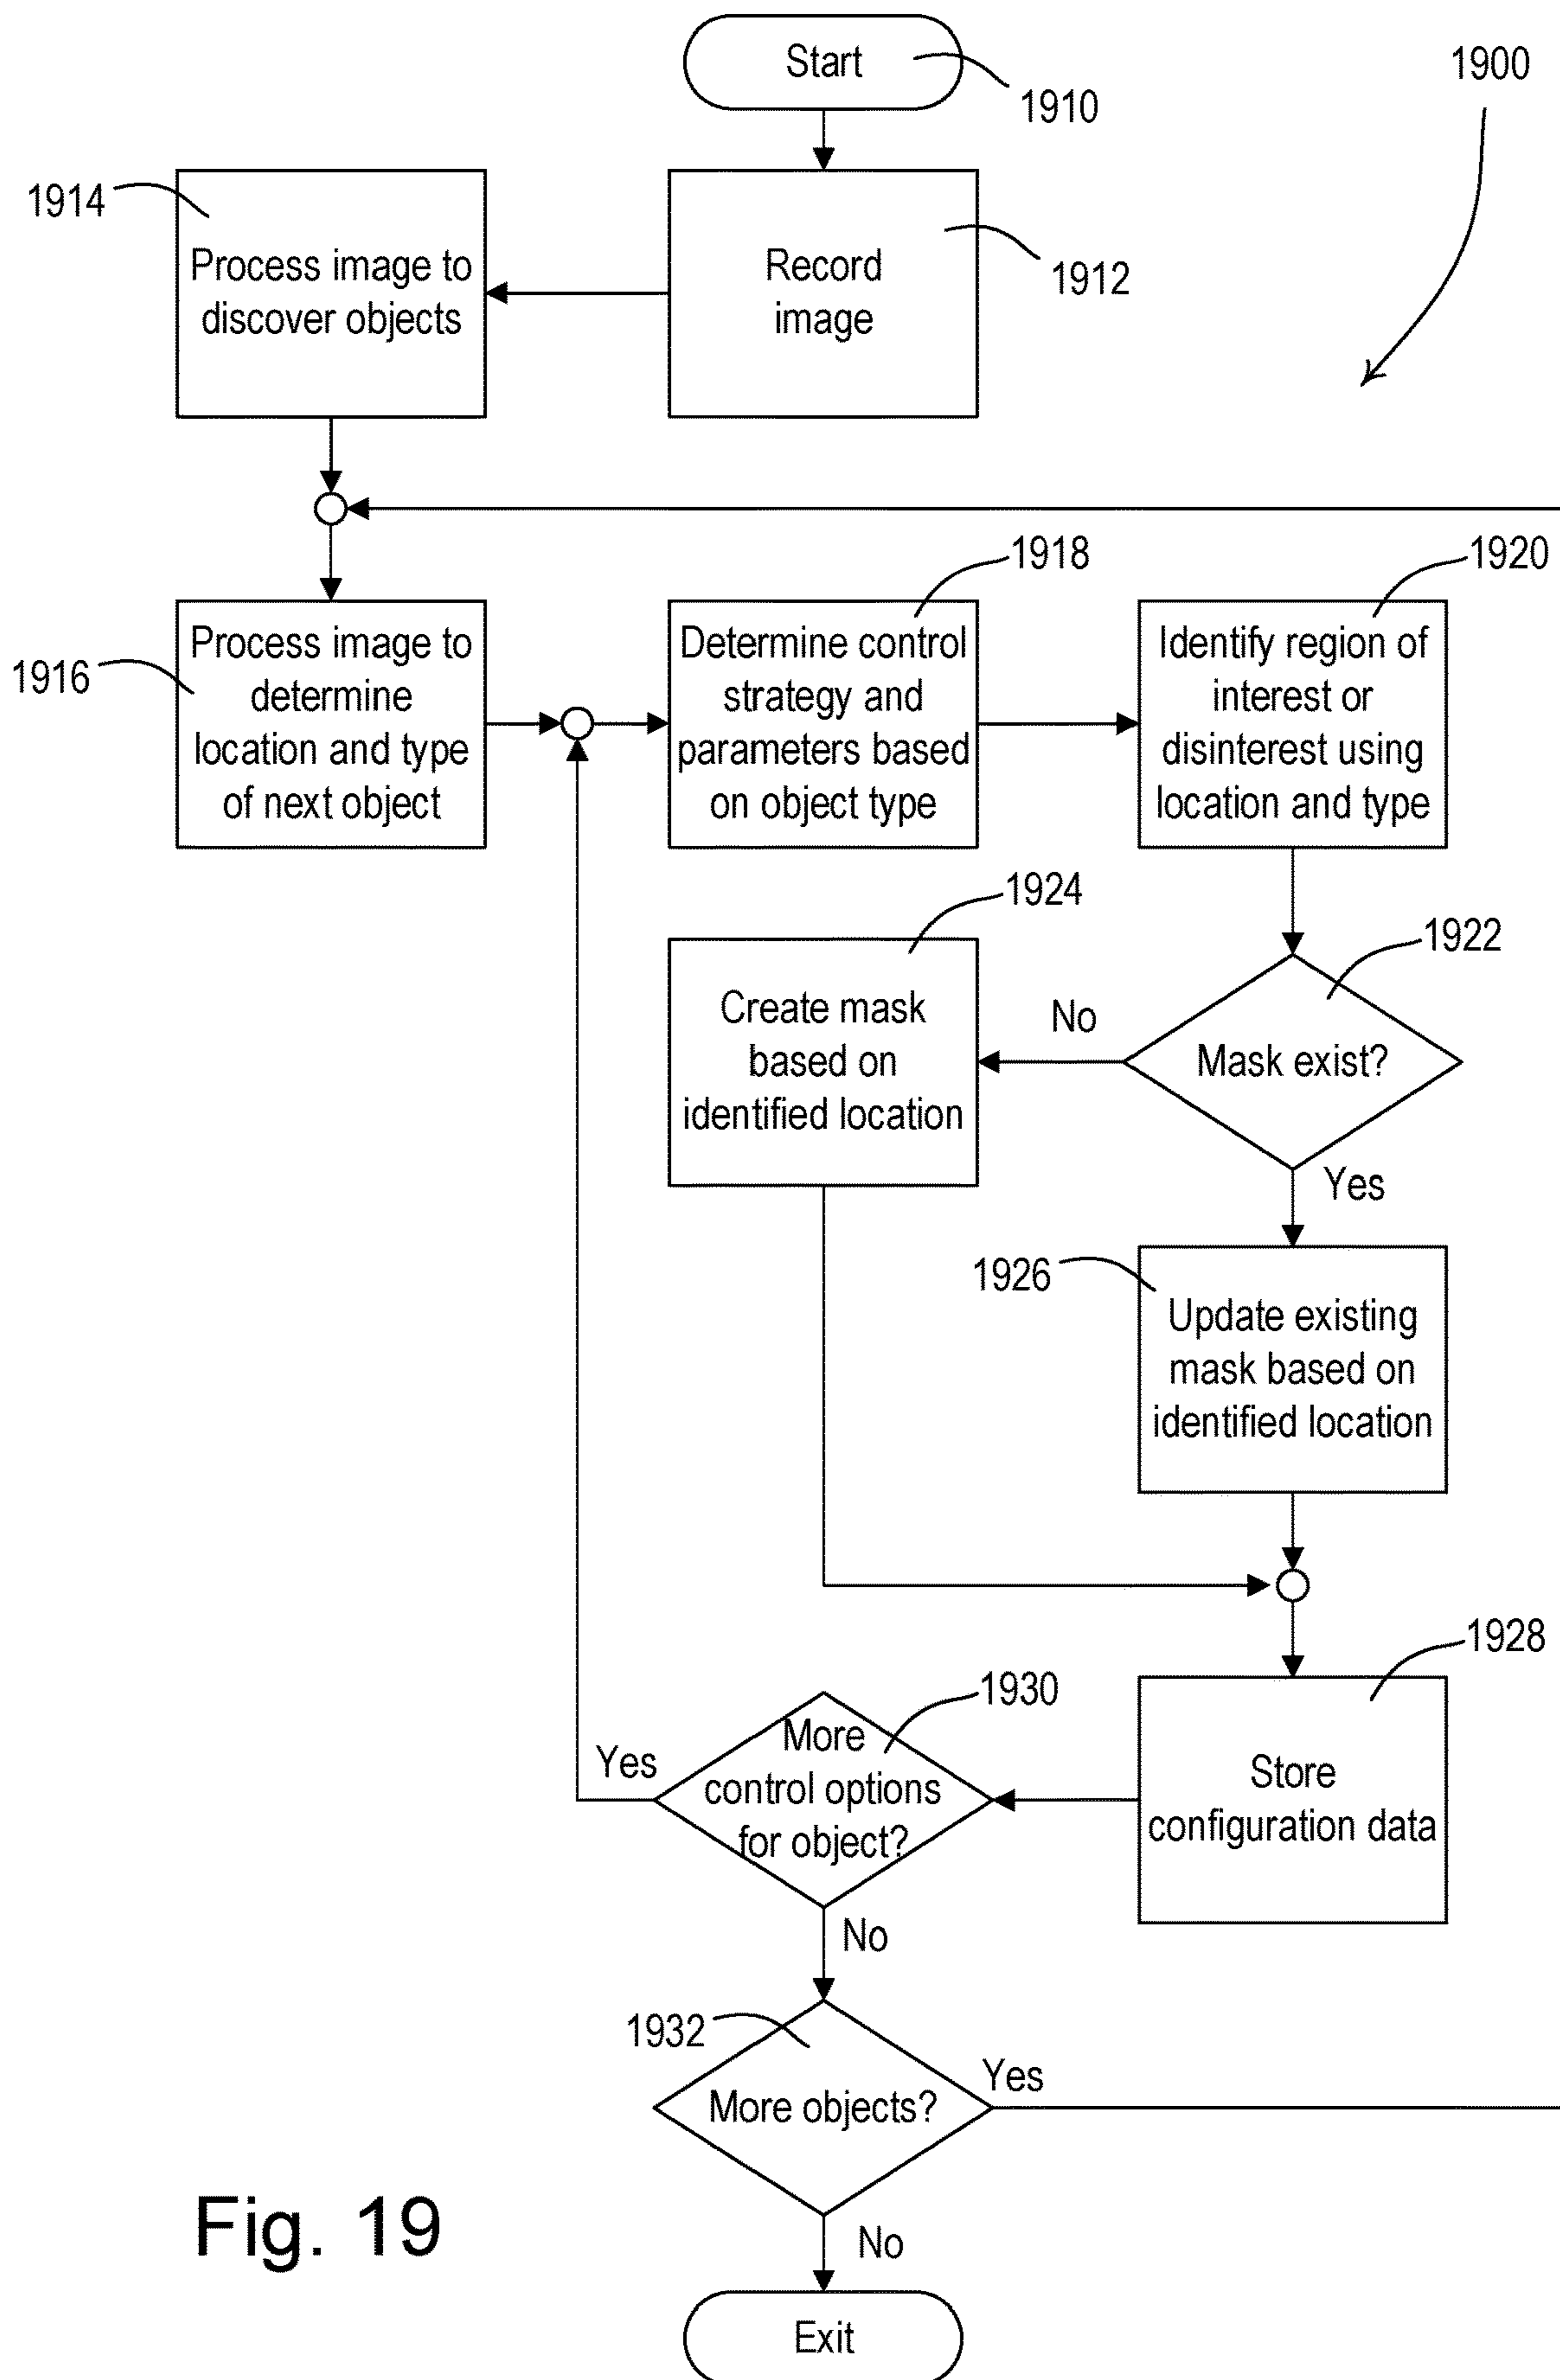 Start
1910
1900
1914
Process image to
discover objects
Record
image
1912
1918
1920
1916
Process image to
determine
location and type
of next object
Determine control
strategy and
parameters based
on object type
Identify region of
interest or
disinterest using
location and type
1924
1922
Create mask
based on
identified location
No
Mask exist?
Yes
1926
Update existing
mask based on
identified location
1928
1930
Yes
More
control options
for object?
Store
configuration data
No
1932
More objects?
Yes
No
Fig. 19
Exit